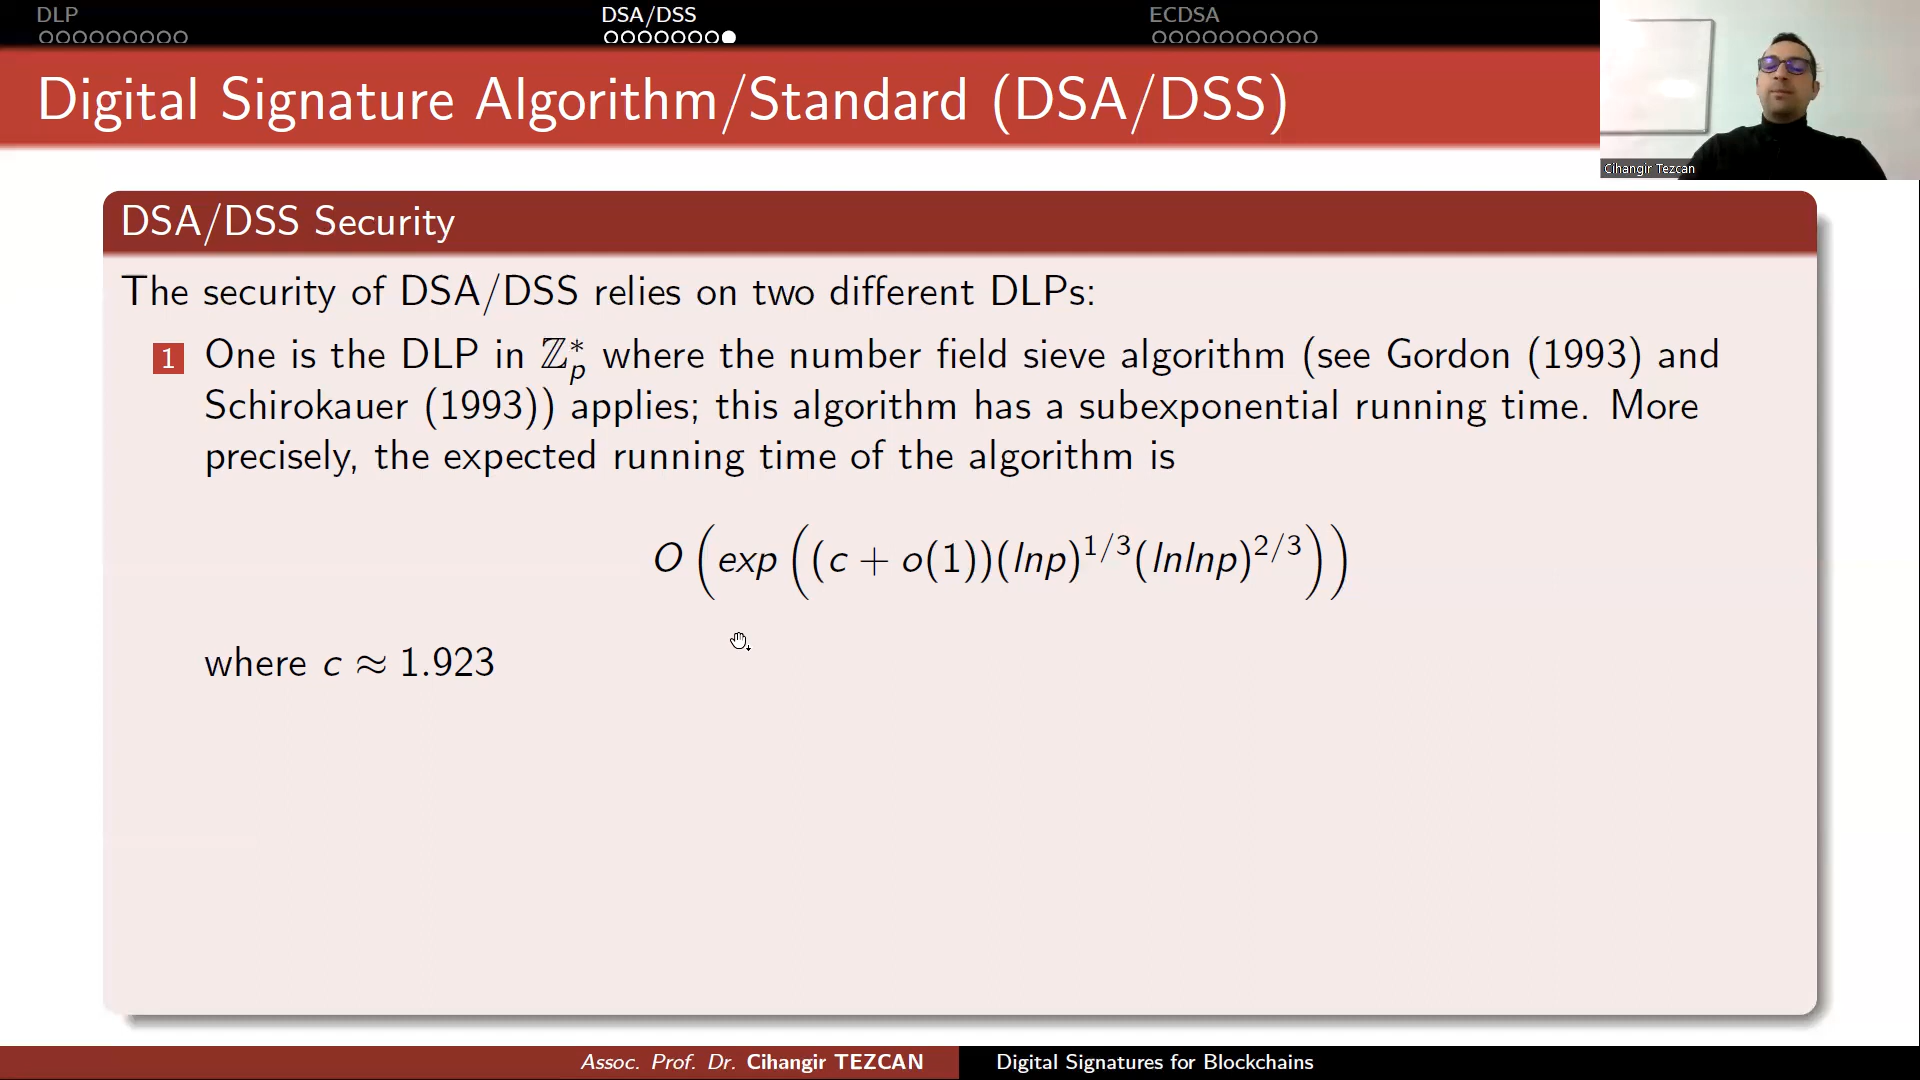 DLP
DSA/DSS
ECDSA
Digital Signature Algorithm/Standard (DSA/DSS)
Cihangir Tezcan
DSA/DSS Security
The security of DSA/DSS relies on two different DLPs:
1 One is the DLP in ℤ*ₚ where the number field sieve algorithm (see Gordon (1993) and
Schirokauer (1993)) applies; this algorithm has a subexponential running time. More
precisely, the expected running time of the algorithm is
O(exp((c + o(1))(lnp)^{1/3}(lnlnp)^{2/3}))
where c ≈ 1.923
Assoc. Prof. Dr. Cihangir TEZCAN
Digital Signatures for Blockchains